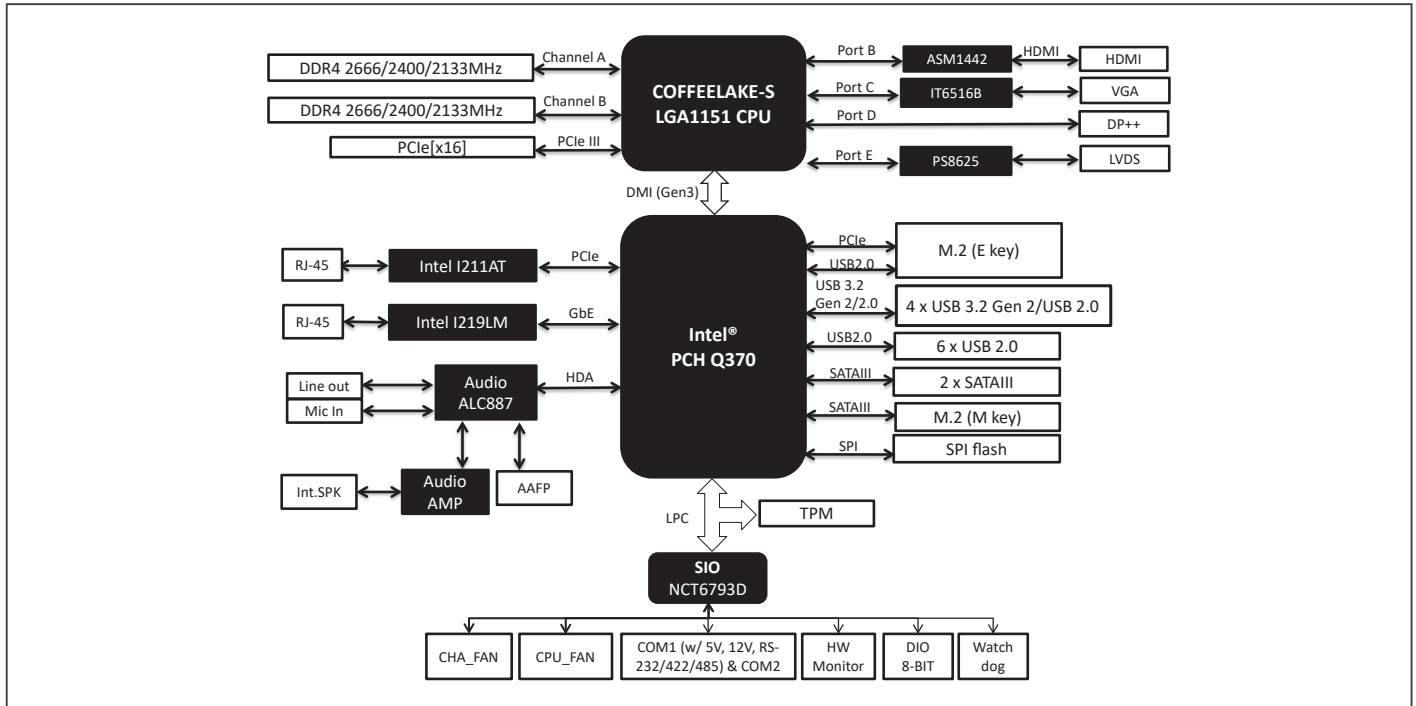 DDR4 2666/2400/2133MHz
Channel A
DDR4 2666/2400/2133MHz
Channel B
PCIe[x16]
PCIe III
COFFEELAKE-S
LGA1151 CPU
Port B
ASM1442
HDMI
HDMI
Port C
IT6516B
VGA
Port D
DP++
Port E
PS8625
LVDS
DMI (Gen3)
RJ-45
Intel I211AT
PCIe
RJ-45
Intel I219LM
GbE
Line out
Mic In
Audio
ALC887
HDA
Int.SPK
Audio
AMP
AAFP
Intel®
PCH Q370
PCIe
USB2.0
M.2 (E key)
USB 3.2
Gen 2/2.0
4 x USB 3.2 Gen 2/USB 2.0
USB2.0
6 x USB 2.0
SATAIII
2 x SATAIII
SATAIII
M.2 (M key)
SPI
SPI flash
LPC
TPM
SIO
NCT6793D
CHA_FAN
CPU_FAN
COM1 (w/ 5V, 12V, RS-
232/422/485) & COM2
HW
Monitor
DIO
8-BIT
Watch
dog